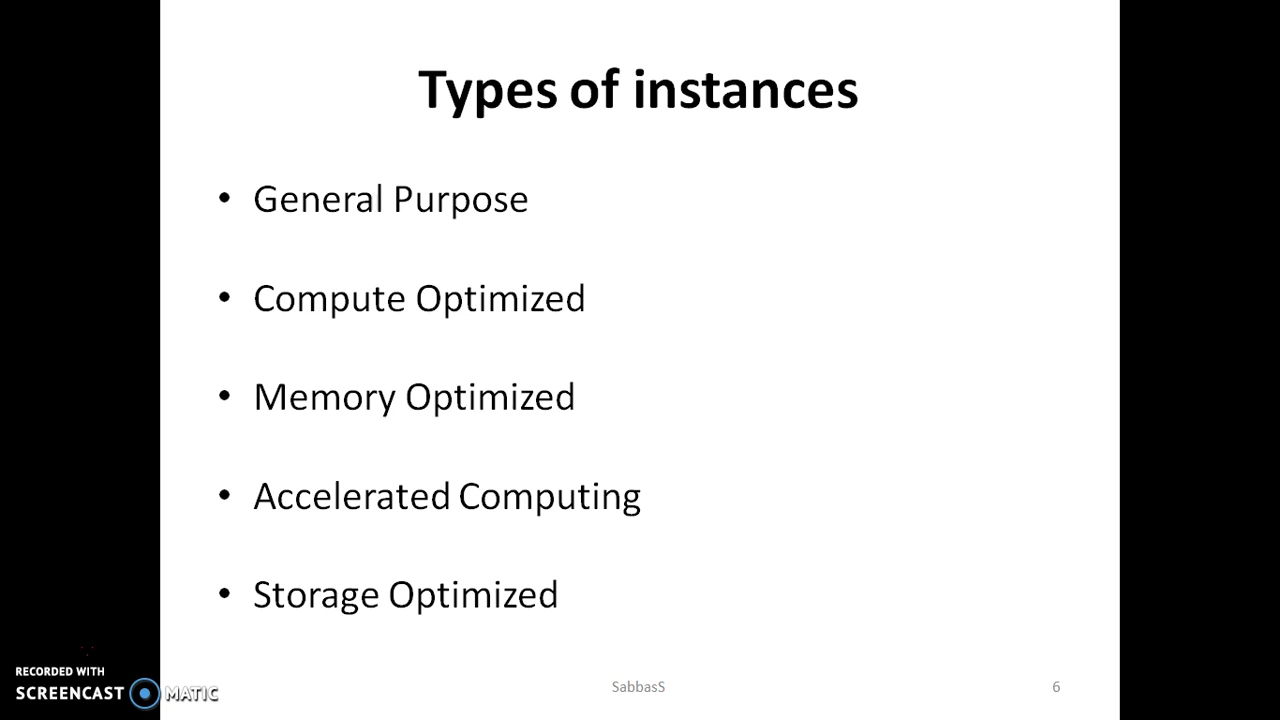 Types of instances
• General Purpose
• Compute Optimized
• Memory Optimized
• Accelerated Computing
• Storage Optimized
RECORDED WITH
SCREENCAST MATIC
SabbasS
6